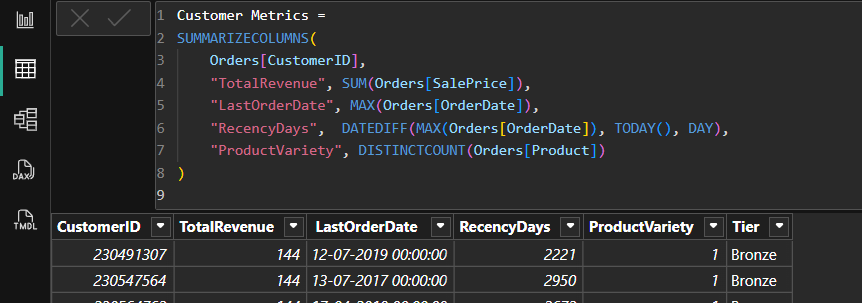 1 Customer Metrics =
2 SUMMARIZECOLUMNS(
3 Orders[CustomerID],
4 "TotalRevenue", SUM(Orders[SalePrice]),
5 "LastOrderDate", MAX(Orders[OrderDate]),
6 "RecencyDays",  DATEDIFF(MAX(Orders[OrderDate]), TODAY(), DAY),
7 "ProductVariety", DISTINCTCOUNT(Orders[Product])
8 )
9
DAX
TMDL
CustomerID TotalRevenue LastOrderDate RecencyDays ProductVariety Tier
230491307 144 12-07-2019 00:00:00 2221 1 Bronze
230547564 144 13-07-2017 00:00:00 2950 1 Bronze